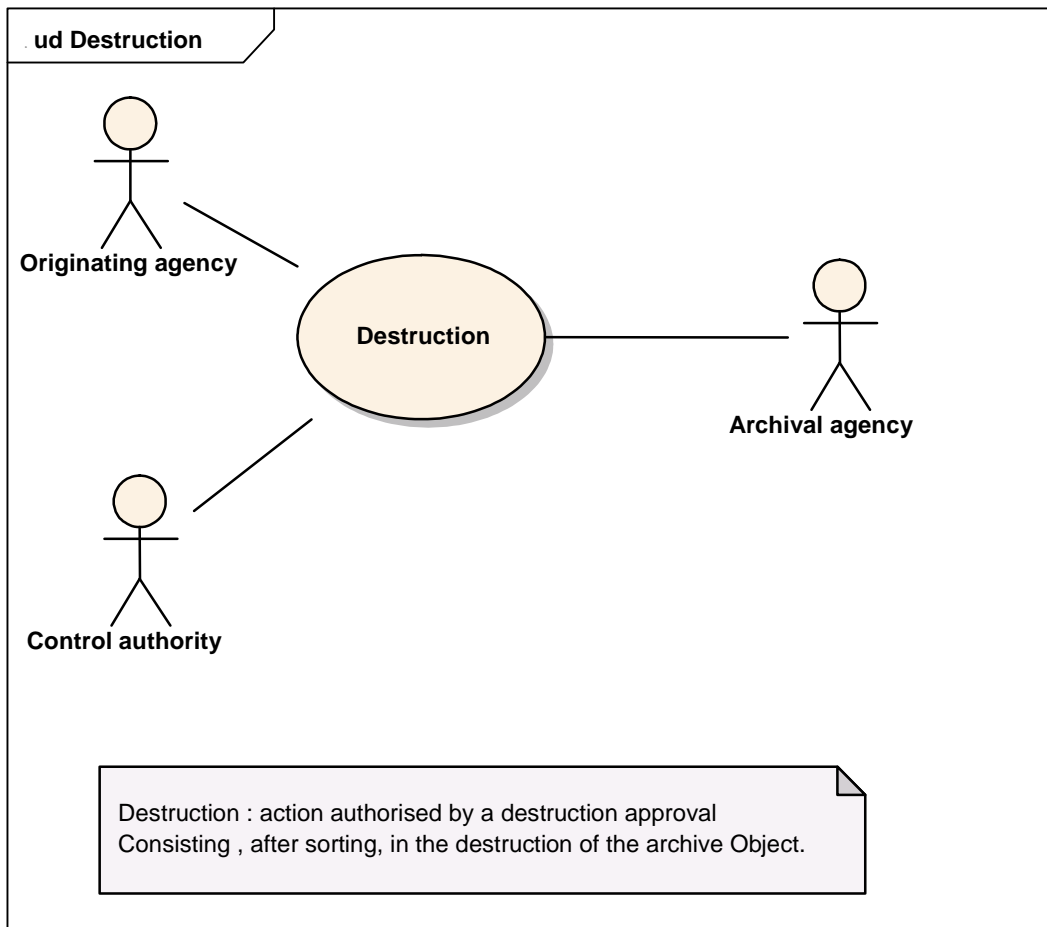 ud Destruction
Originating agency
Destruction
Archival agency
Control authority
Destruction : action authorised by a destruction approval
Consisting , after sorting, in the destruction of the archive Object.